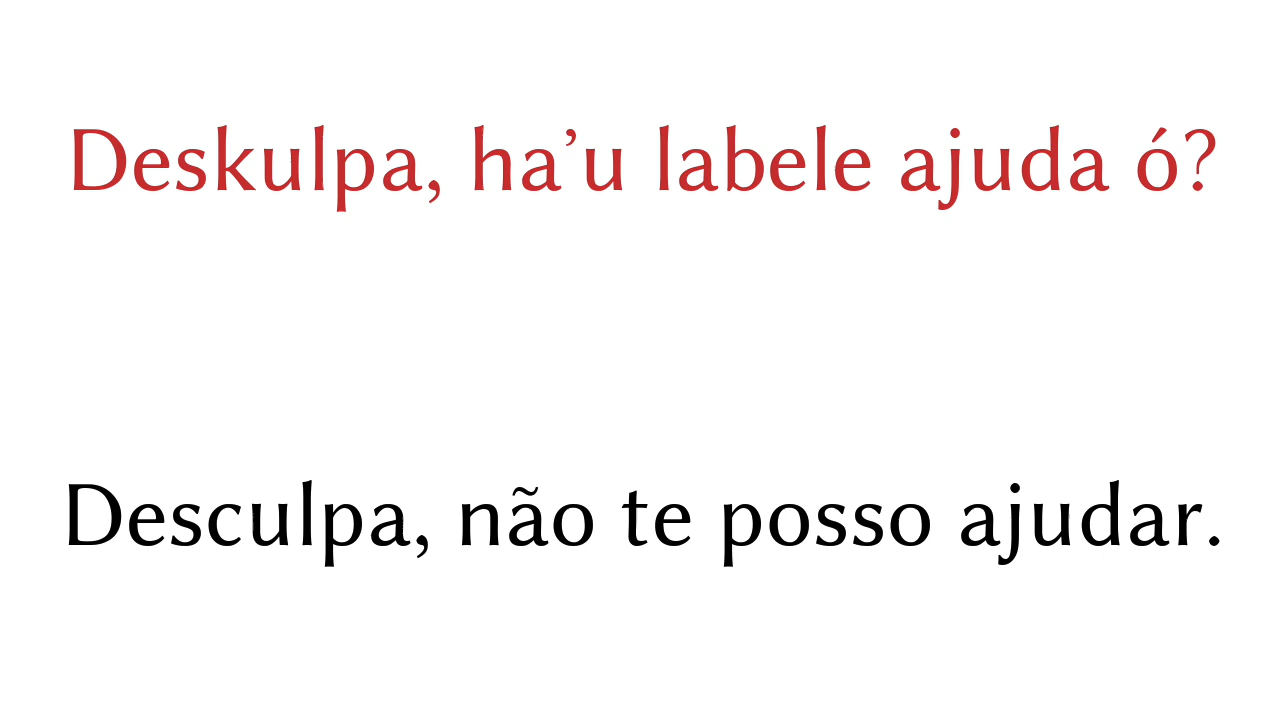 Deskulpa, ha’u labele ajuda ó?
Desculpa, não te posso ajudar.